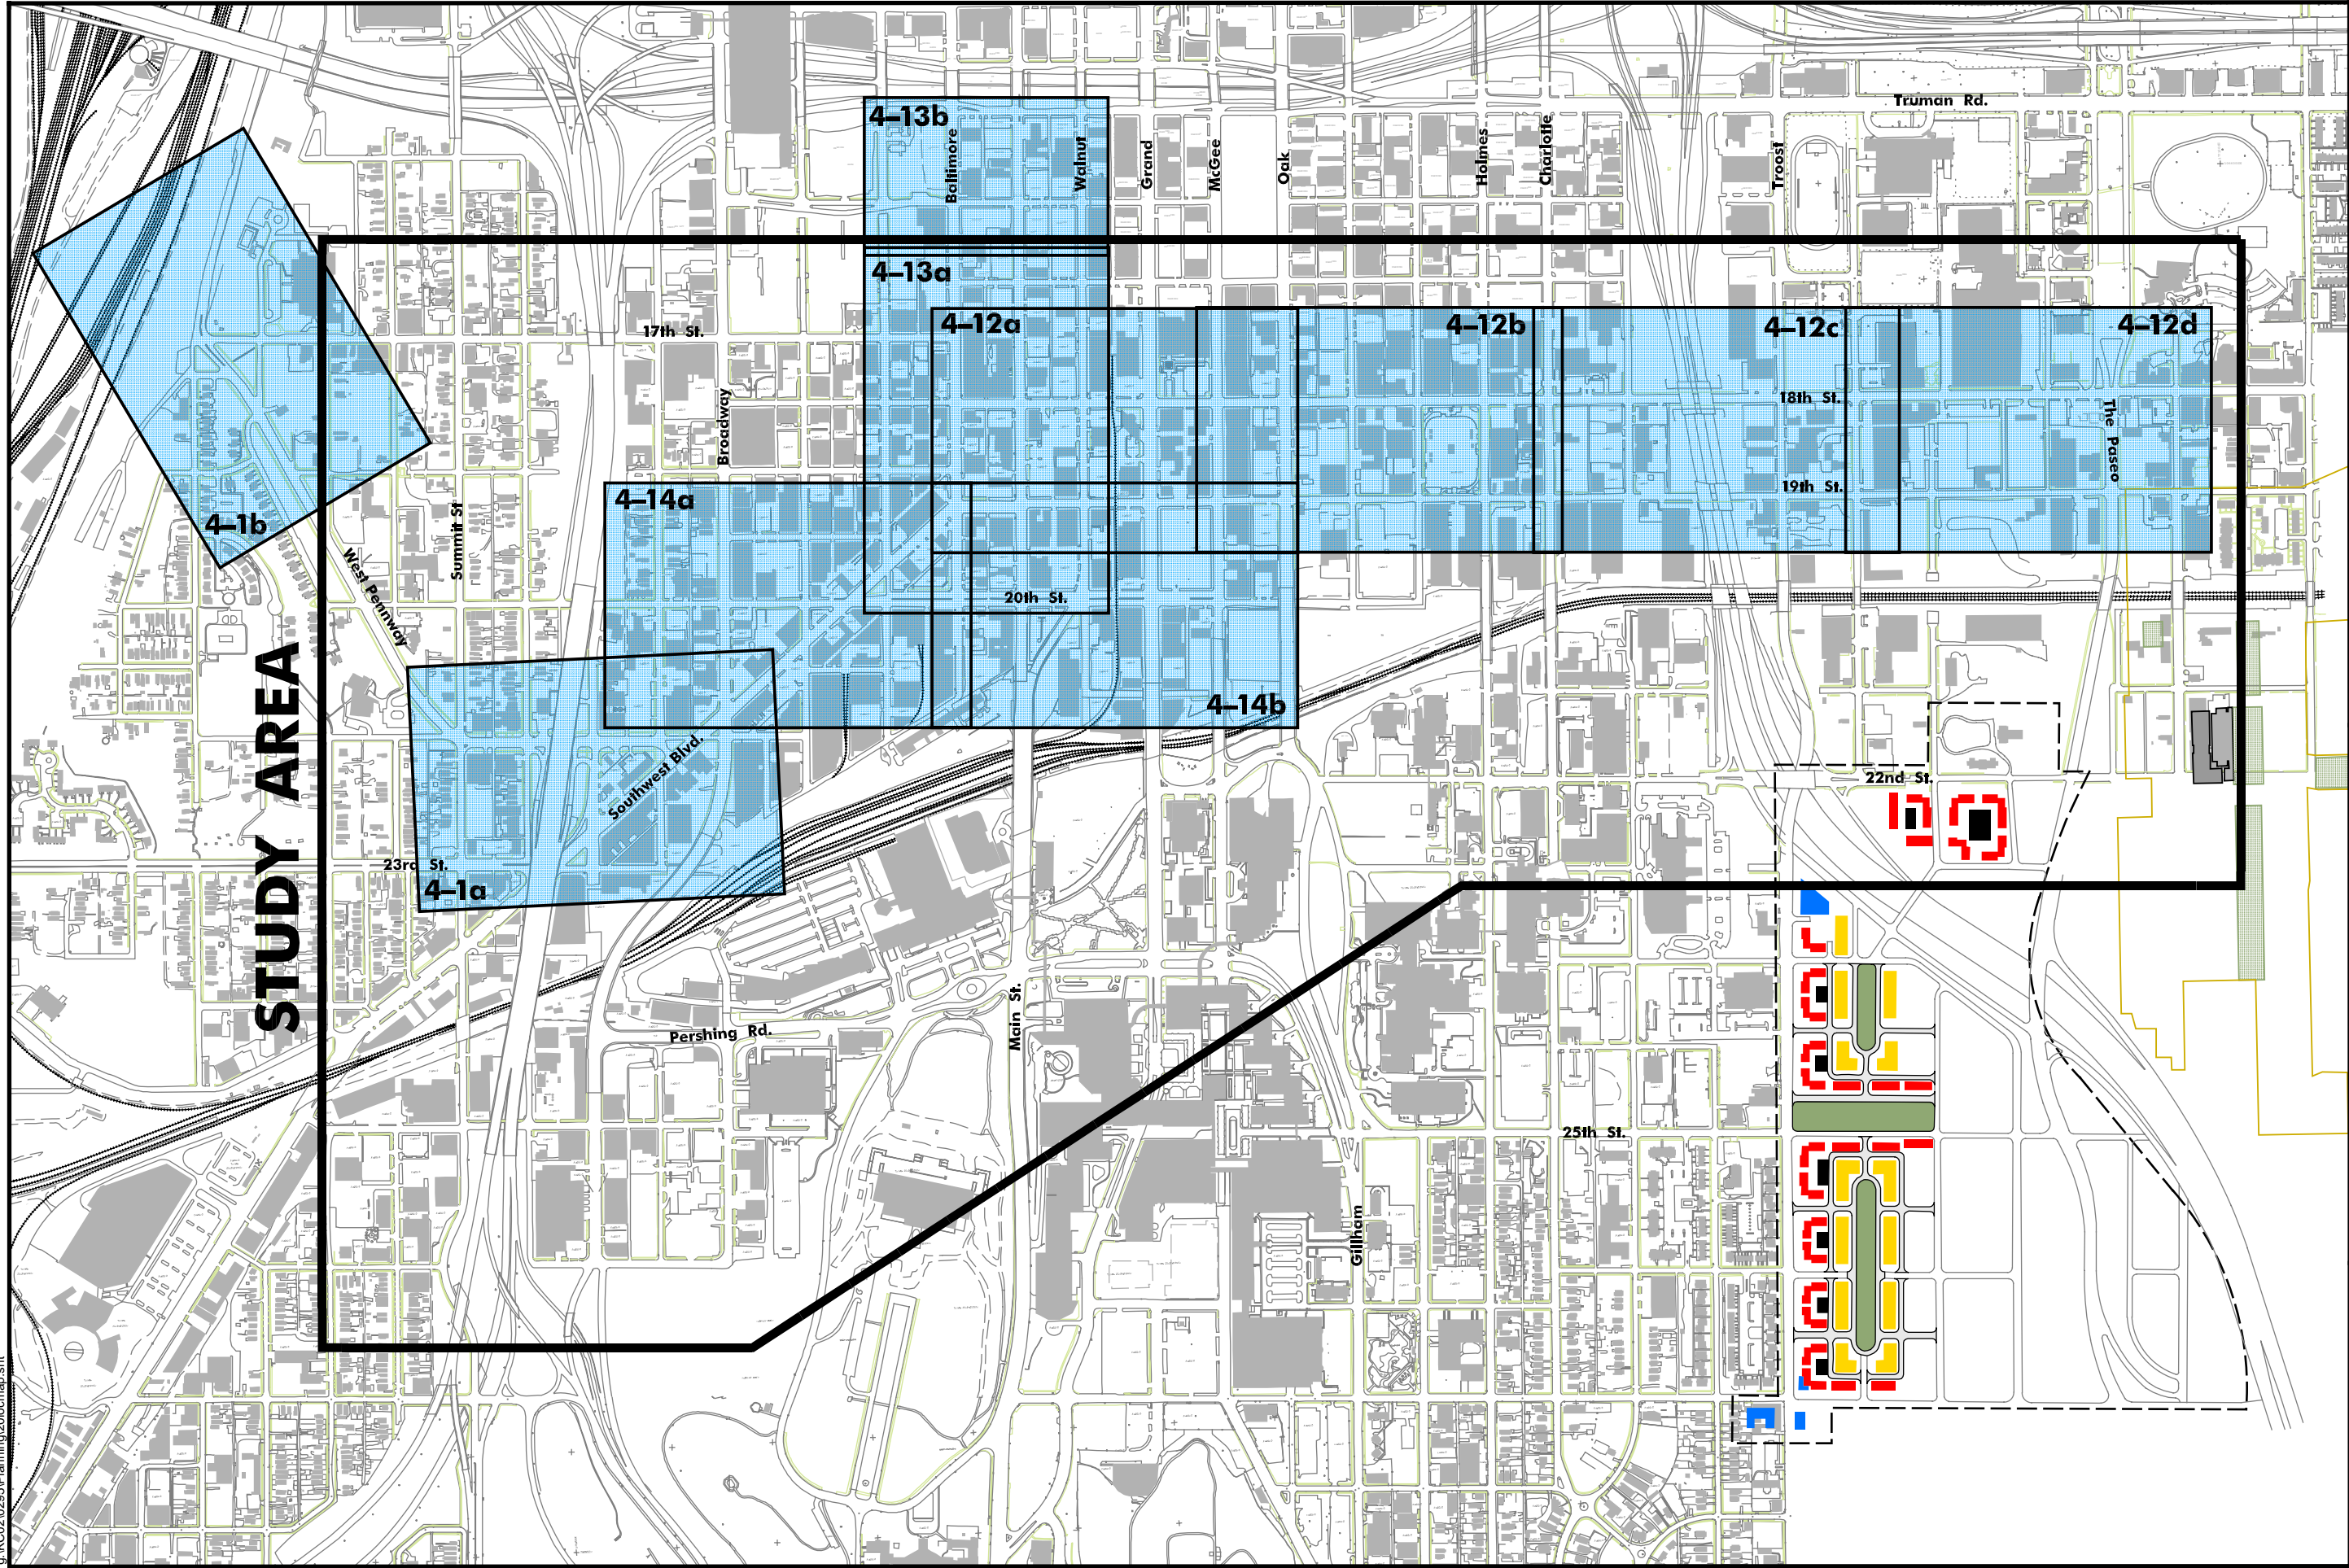 Truman Rd.
4–13b
Baltimore
Walnut
Grand
McGee
Oak
Holmes
Charlotte
Troost
4–13a
4–12a
4–12b
4–12c
4–12d
17th St.
Broadway
18th St.
The Paseo
19th St.
4–14a
4–1b
Summit St
West Pennway
20th St.
4–14b
STUDY AREA
Southwest Blvd.
22nd St.
23rd St.
4–1a
Main St.
Pershing Rd.
25th St.
Gillham